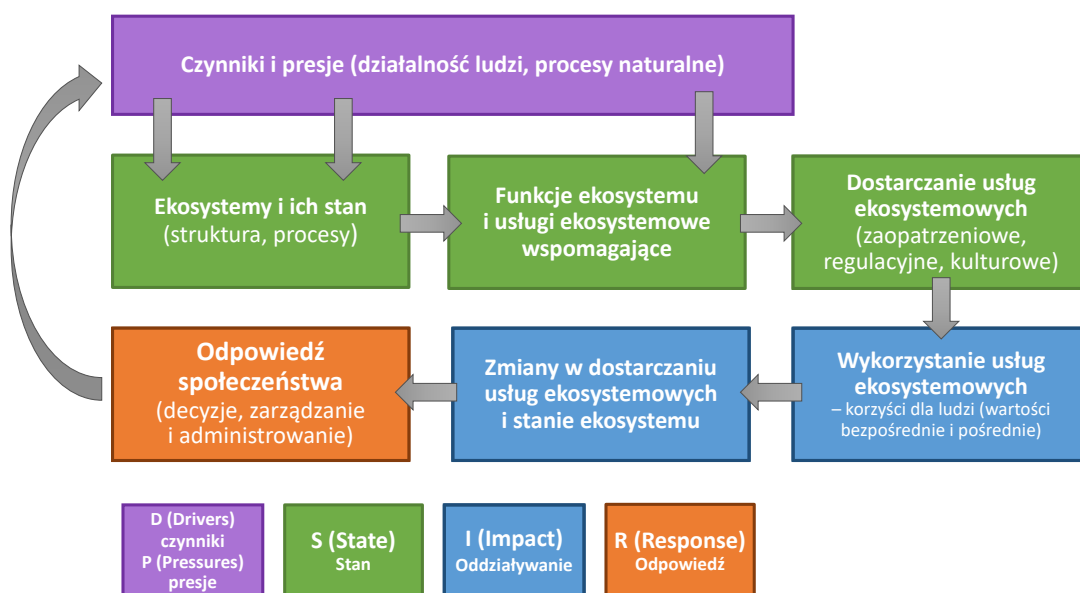 Czynniki i presje (działalność ludzi, procesy naturalne)
Ekosystemy i ich stan
(struktura, procesy)
Funkcje ekosystemu
i usługi ekosystemowe
wspomagające
Dostarczanie usług
ekosystemowych
(zaopatrzeniowe,
regulacyjne, kulturowe)
Odpowiedź
społeczeństwa
(decyzje, zarządzanie
i administrowanie)
Zmiany w dostarczaniu
usług ekosystemowych
i stanie ekosystemu
Wykorzystanie usług
ekosystemowych
– korzyści dla ludzi (wartości
bezpośrednie i pośrednie)
D (Drivers)
czynniki
P (Pressures)
presje
S (State)
Stan
I (Impact)
Oddziaływanie
R (Response)
Odpowiedź